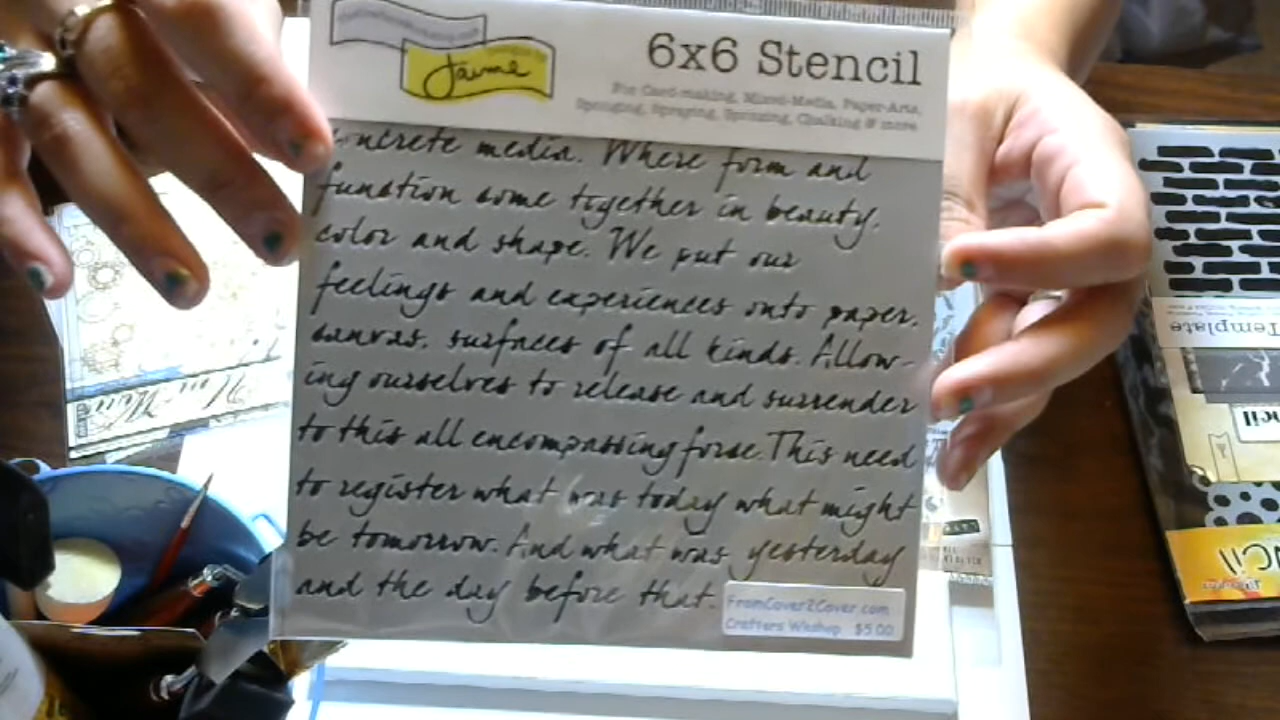 Jaime
6x6 Stencil
For Card-making, Mixed-Media, Paper-Arts,
Sponging, Spraying, Bronzing, Chalking & more
concrete media. Where form and
function come together in beauty,
color and shape. We put our
feelings and experiences onto paper,
canvas, surfaces of all kinds. Allow-
ing ourselves to release and surrender
to this all encompassing force. This need
to register what was today what might
be tomorrow. And what was yesterday
and the day before that.
FromCover2Cover.com
Crafters Wkshop $5.00
Template